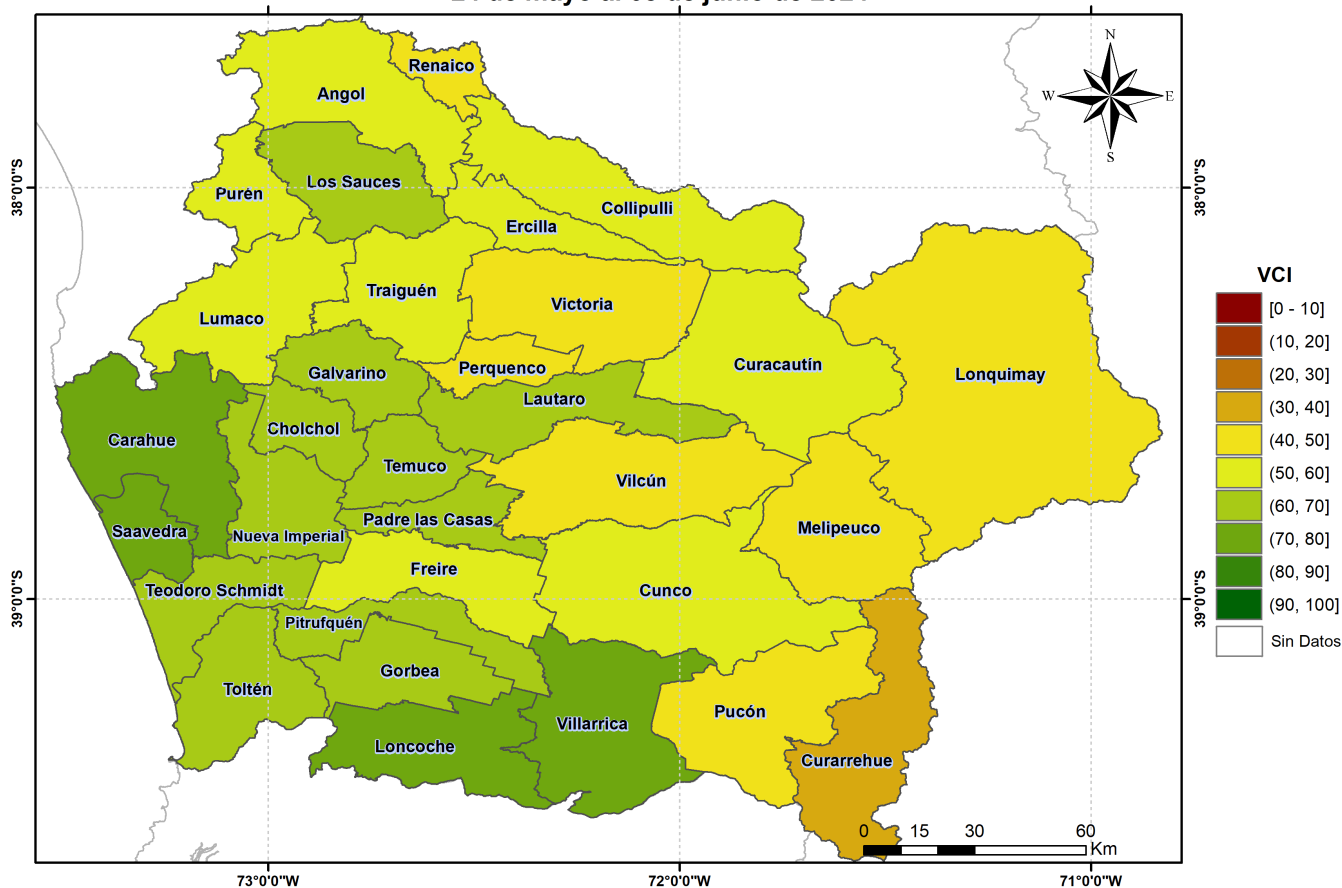 N
W
E
S
Renaico
Angol
Los Sauces
Purén
Collipulli
Ercilla
Traiguén
Victoria
Lumaco
Curacautín
Perquenco
Galvarino
Lonquimay
Lautaro
Cholchol
Carahue
Temuco
Vilcún
Padre las Casas
Melipeuco
Saavedra
Nueva Imperial
Freire
Teodoro Schmidt
Cunco
Pitrufquén
Gorbea
Toltén
Pucón
Villarrica
Loncoche
Curarrehue
0 15 30 60
Km
38°0'0"S
39°0'0"S
38°0'0"S
39°0'0"S
73°0'0"W
72°0'0"W
71°0'0"W
VCI
[0 - 10]
(10, 20]
(20, 30]
(30, 40]
(40, 50]
(50, 60]
(60, 70]
(70, 80]
(80, 90]
(90, 100]
Sin Datos